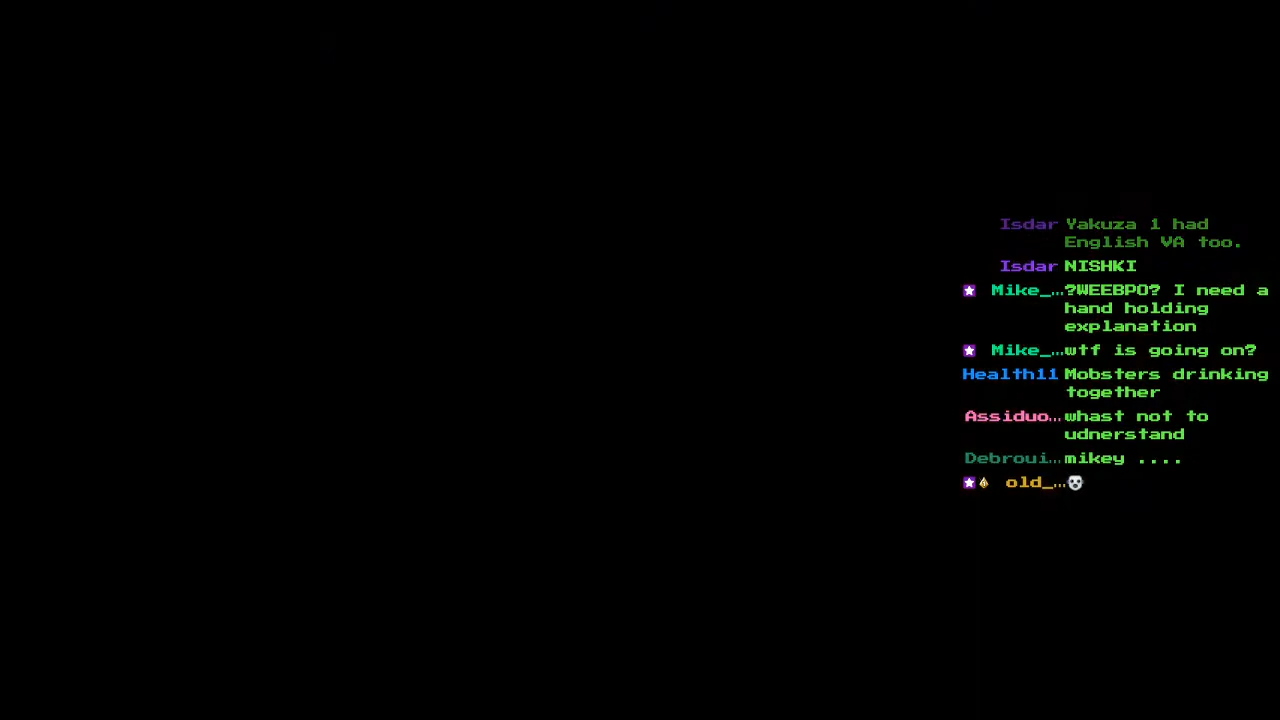 Isdar Yakuza 1 had
English VA too.
Isdar NISHKI
Mike_… ?WEEBPO? I need a
hand holding
explanation
Mike_… wtf is going on?
Health11 Mobsters drinking
together
Assiduo… whast not to
udnerstand
Debroui… mikey ....
old_…